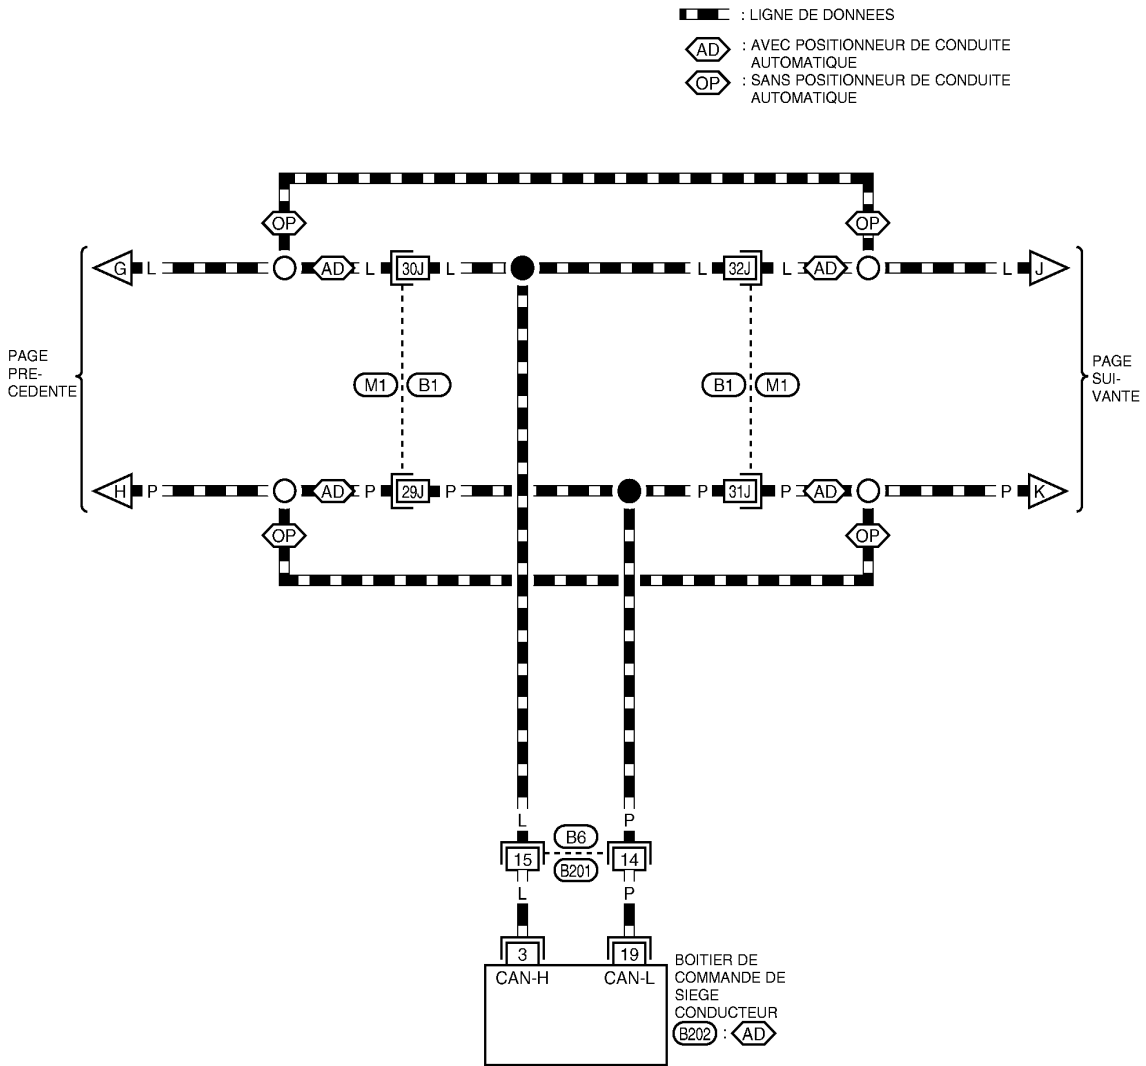 : LIGNE DE DONNEES
AD : AVEC POSITIONNEUR DE CONDUITE
AUTOMATIQUE
OP : SANS POSITIONNEUR DE CONDUITE
AUTOMATIQUE
OP OP
G L AD L 30J L L 32J L AD L J
PAGE
PRE-
CEDENTE
M1 B1 B1 M1
PAGE
SUI-
VANTE
H P AD P 29J P P 31J P AD P K
OP OP
L P
B6
15 14
B201
L P
3 19
CAN-H CAN-L
BOITIER DE
COMMANDE DE
SIEGE
CONDUCTEUR
B202 : AD